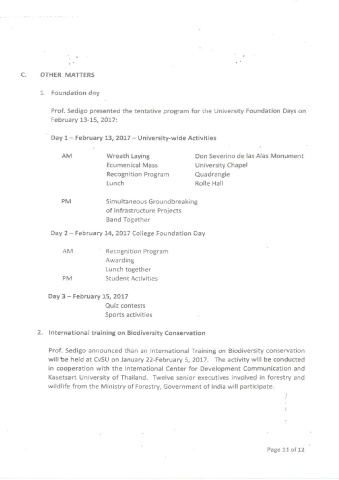 C. OTHER MATTERS
1. Foundation day
Prof. Sedigo presented the tentative program for the University Foundation Days on
February 13-15, 2017:
Day 1 – February 13, 2017 – University-wide Activities
AM Wreath Laying Don Severino de las Alas Monument
Ecumenical Mass University Chapel
Recognition Program Quadrangle
Lunch Rolle Hall
PM Simultaneous Groundbreaking
of Infrastructure Projects
Band Together
Day 2 – February 14, 2017 College Foundation Day
AM Recognition Program
Awarding
Lunch together
PM Student Activities
Day 3 – February 15, 2017
Quiz contests
Sports activities
2. International training on Biodiversity Conservation
Prof. Sedigo announced than an International Training on Biodiversity conservation
will be held at CvSU on January 22-February 5, 2017. The activity will be conducted
in cooperation with the International Center for Development Communication and
Kasetsart University of Thailand. Twelve senior executives involved in forestry and
wildlife from the Ministry of Forestry, Government of India will participate.
Page 11 of 12